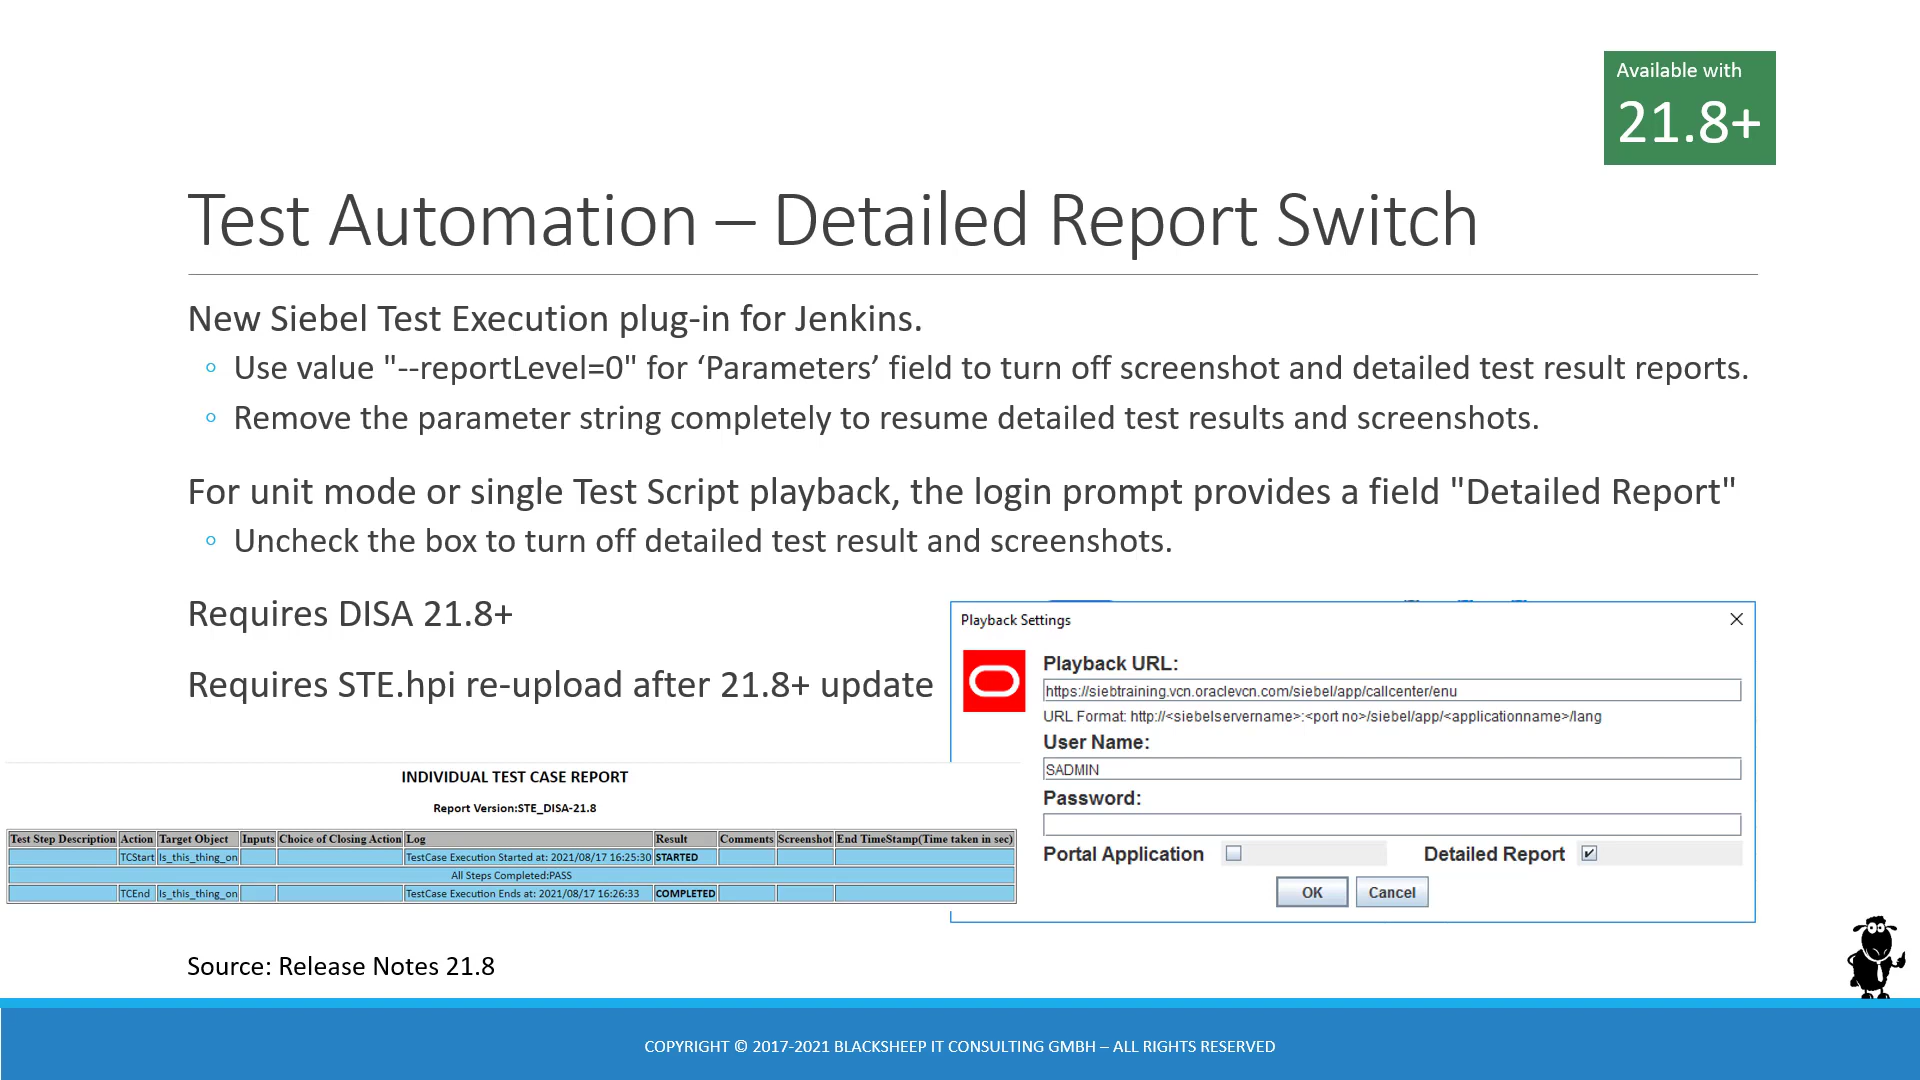 Available with
21.8+
Test Automation – Detailed Report Switch
New Siebel Test Execution plug-in for Jenkins.
◦ Use value "--reportLevel=0" for ‘Parameters’ field to turn off screenshot and detailed test result reports.
◦ Remove the parameter string completely to resume detailed test results and screenshots.
For unit mode or single Test Script playback, the login prompt provides a field "Detailed Report"
◦ Uncheck the box to turn off detailed test result and screenshots.
Requires DISA 21.8+
Requires STE.hpi re-upload after 21.8+ update
Playback Settings
Playback URL:
https://siebtraining.vcn.oraclevcn.com/siebel/app/callcenter/enu
URL Format: http://<siebelservername>:<port no>/siebel/app/<applicationname>/lang
User Name:
SADMIN
Password:
Portal Application Detailed Report
OK Cancel
INDIVIDUAL TEST CASE REPORT
Report Version:STE_DISA-21.8
Test Step Description Action Target Object Inputs Choice of Closing Action Log Result Comments Screenshot End TimeStamp(Time taken in sec)
TCStart Is_this_thing_on TestCase Execution Started at: 2021/08/17 16:25:30 STARTED
All Steps Completed:PASS
TCEnd Is_this_thing_on TestCase Execution Ends at: 2021/08/17 16:26:33 COMPLETED
Source: Release Notes 21.8
COPYRIGHT © 2017-2021 BLACKSHEEP IT CONSULTING GMBH – ALL RIGHTS RESERVED